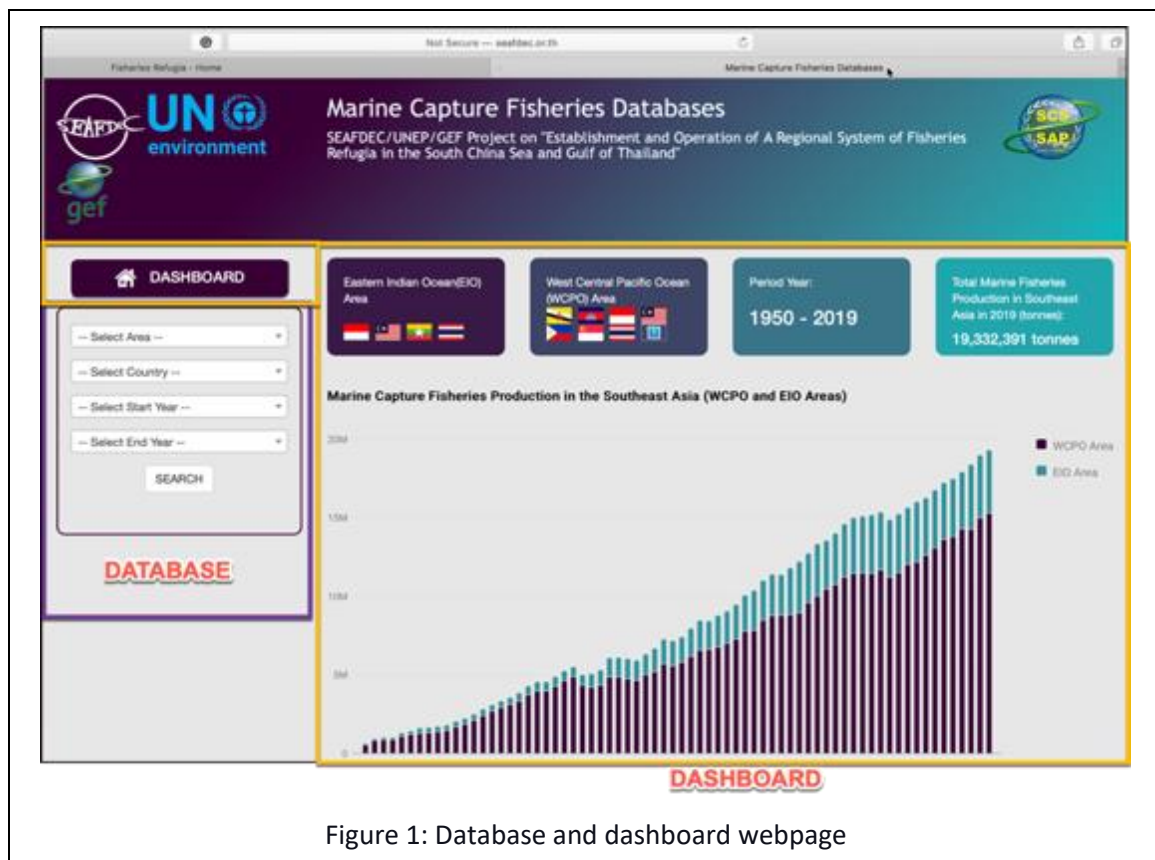 Not Secure — seafdec.or.th
Fisheries Refugia - Home
Marine Capture Fisheries Databases
SEAFDEC
UN
environment
gef
Marine Capture Fisheries Databases
SEAFDEC/UNEP/GEF Project on "Establishment and Operation of A Regional System of Fisheries
Refugia in the South China Sea and Gulf of Thailand"
SCS
SAP
DASHBOARD
-- Select Area --
-- Select Country --
-- Select Start Year --
-- Select End Year --
SEARCH
DATABASE
Eastern Indian Ocean(EIO)
Area
West Central Pacific Ocean
(WCPO) Area
Period Year:
1950 - 2019
Total Marine Fisheries
Production in Southeast
Asia in 2019 (tonnes):
19,332,391 tonnes
Marine Capture Fisheries Production in the Southeast Asia (WCPO and EIO Areas)
20M
15M
10M
5M
0
WCPO Area
EIO Area
DASHBOARD
Figure 1: Database and dashboard webpage